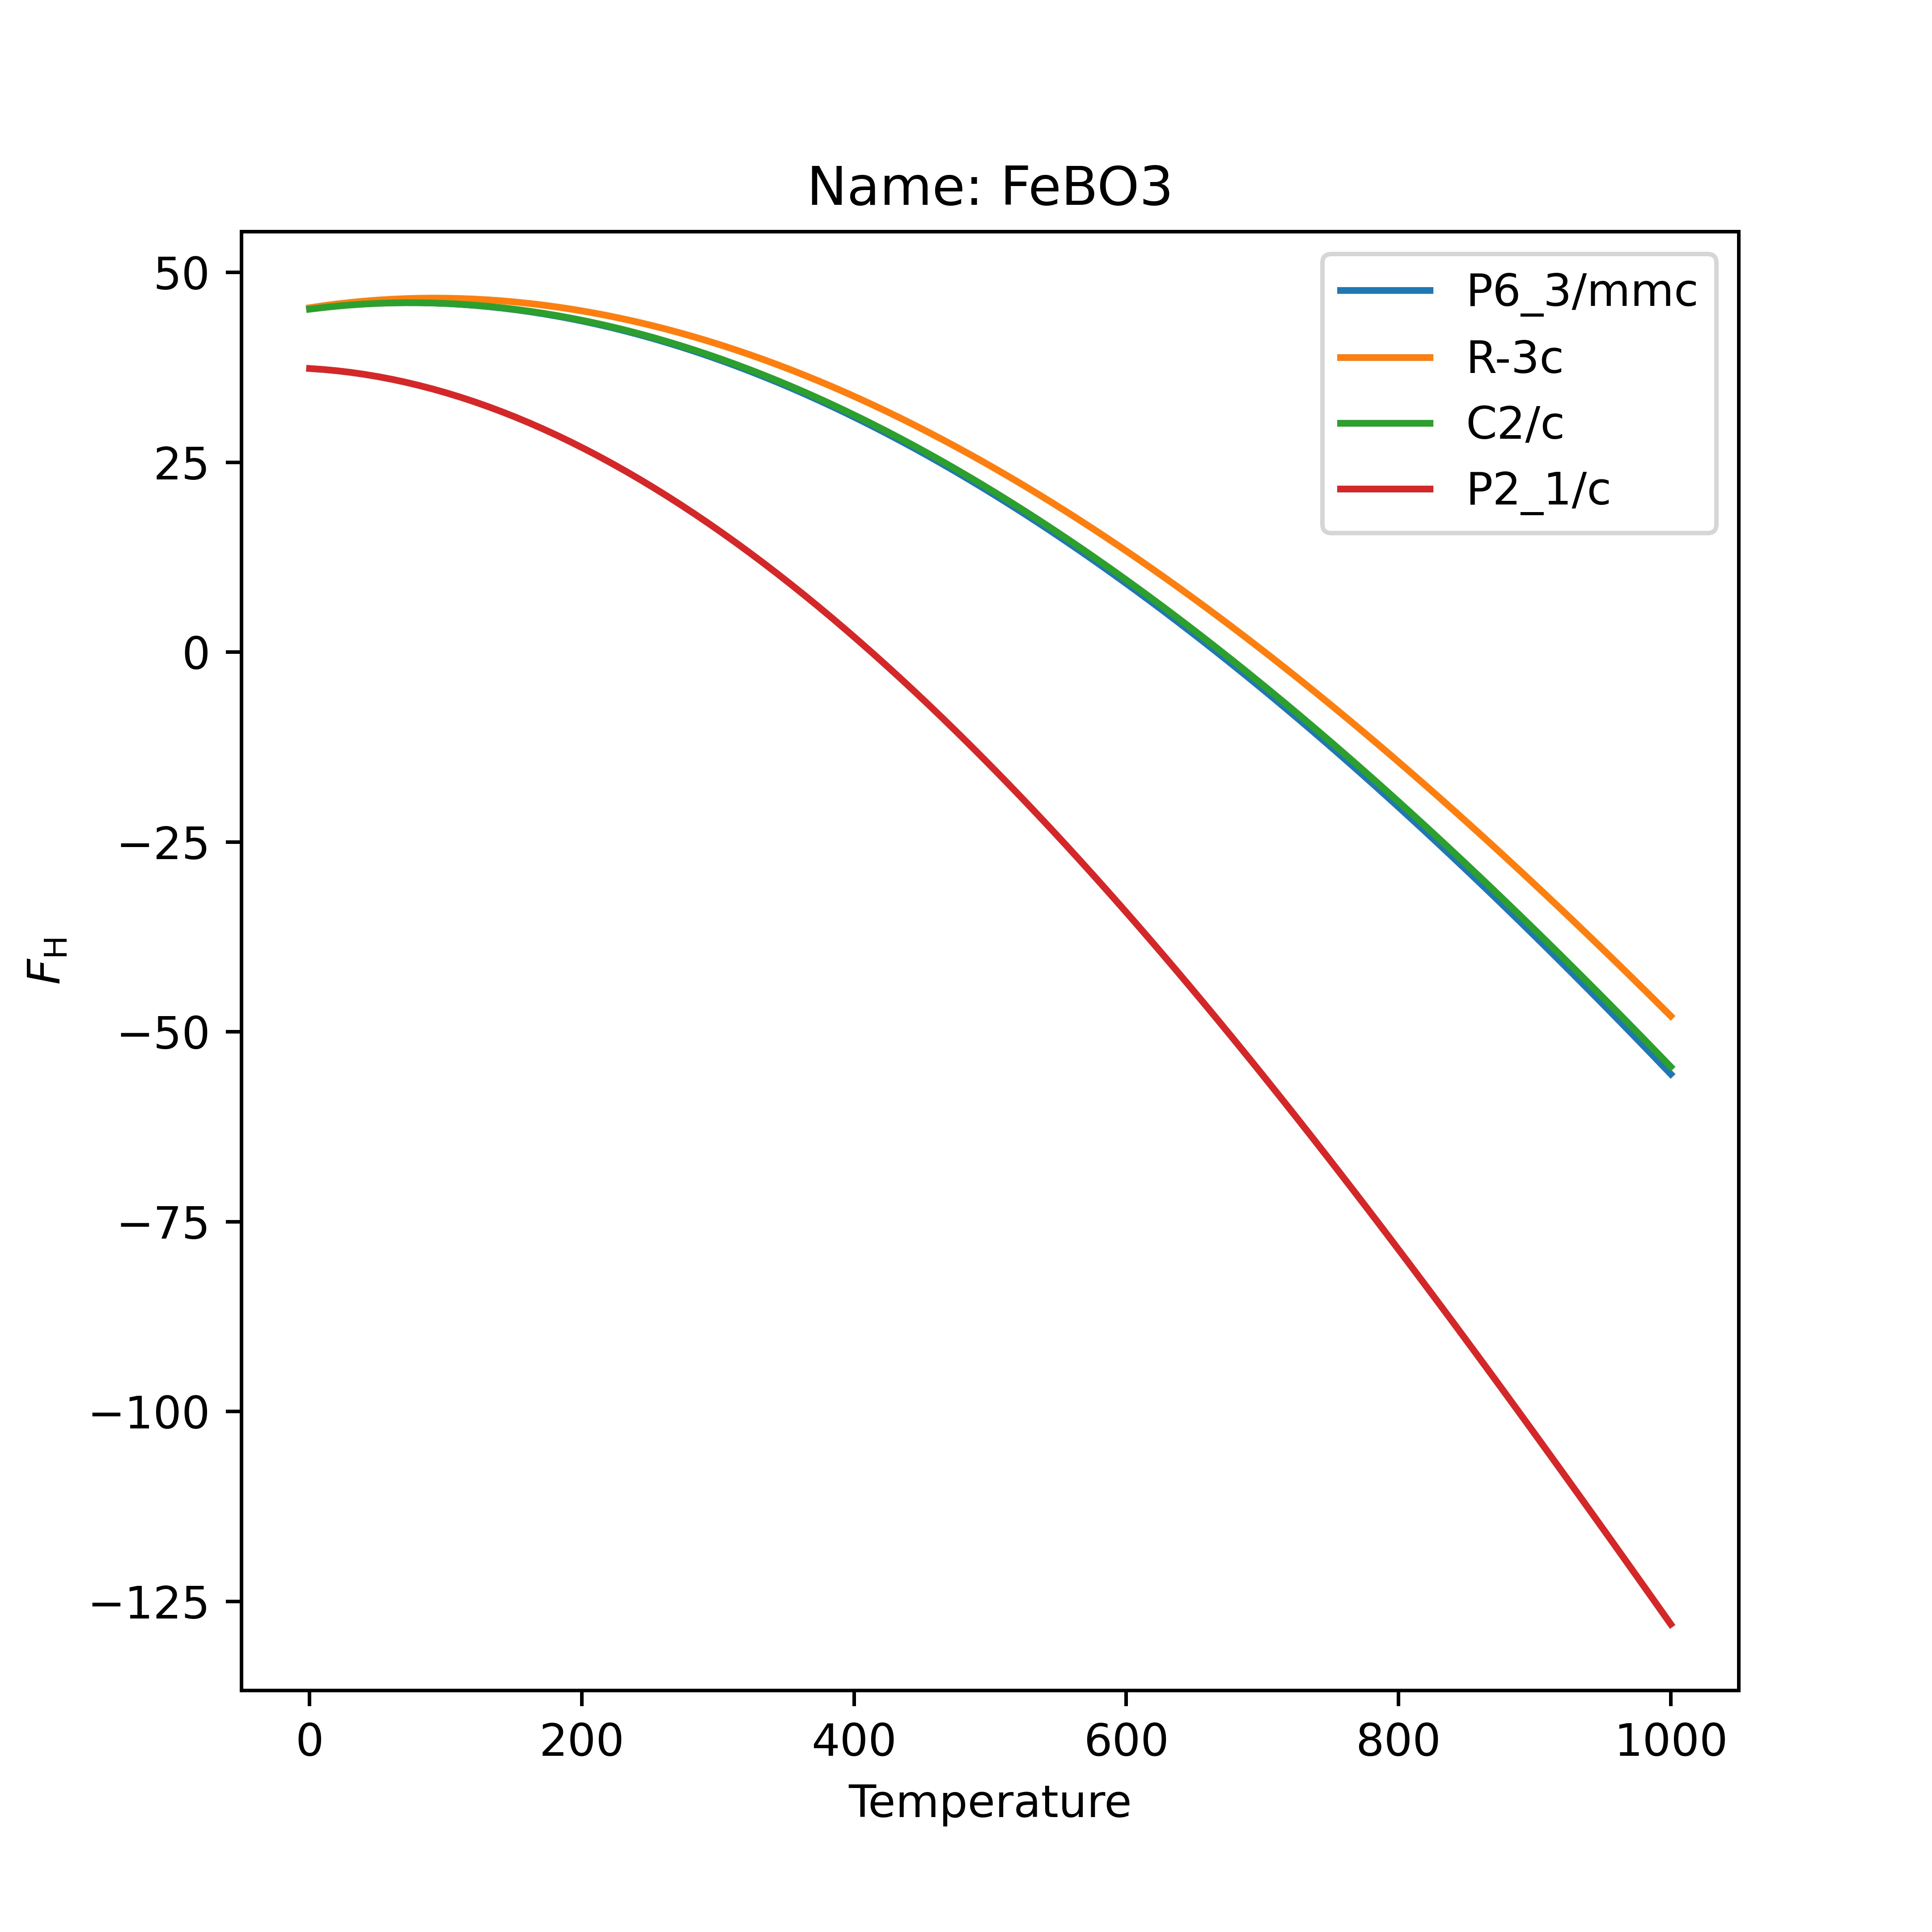 Name: FeBO3
P6_3/mmc
R-3c
C2/c
P2_1/c
50
25
0
−25
−50
−75
−100
−125
F_H
0 200 400 600 800 1000
Temperature